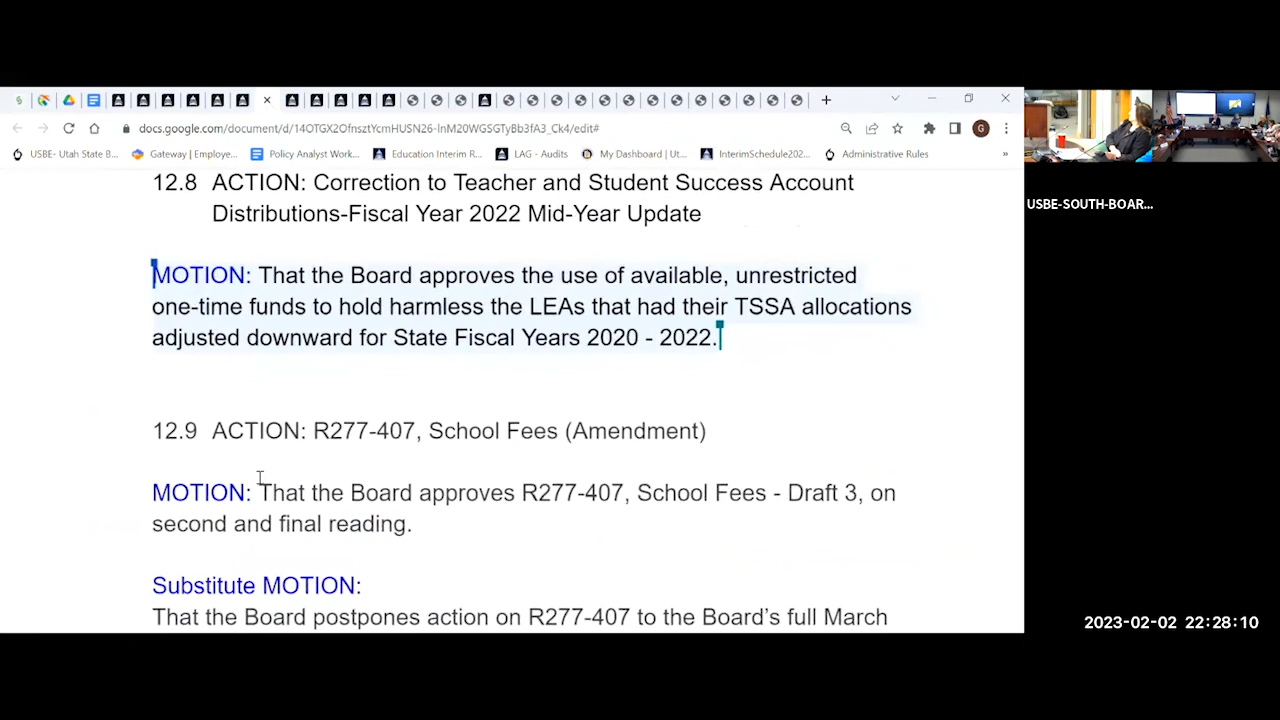 docs.google.com/document/d/14OTGX2OfnsztYcmHUSN26-InM20WGSGTyBb3fA3_Ck4/edit#
G
USBE- Utah State B...
Gateway | Employe...
Policy Analyst Work...
Education Interim R...
LAG - Audits
My Dashboard | Ut...
InterimSchedule202...
Administrative Rules
»
12.8 ACTION: Correction to Teacher and Student Success Account
Distributions-Fiscal Year 2022 Mid-Year Update
MOTION: That the Board approves the use of available, unrestricted
one-time funds to hold harmless the LEAs that had their TSSA allocations
adjusted downward for State Fiscal Years 2020 - 2022.
12.9 ACTION: R277-407, School Fees (Amendment)
MOTION: That the Board approves R277-407, School Fees - Draft 3, on
second and final reading.
Substitute MOTION:
That the Board postpones action on R277-407 to the Board's full March
USBE-SOUTH-BOAR...
2023-02-02 22:28:10